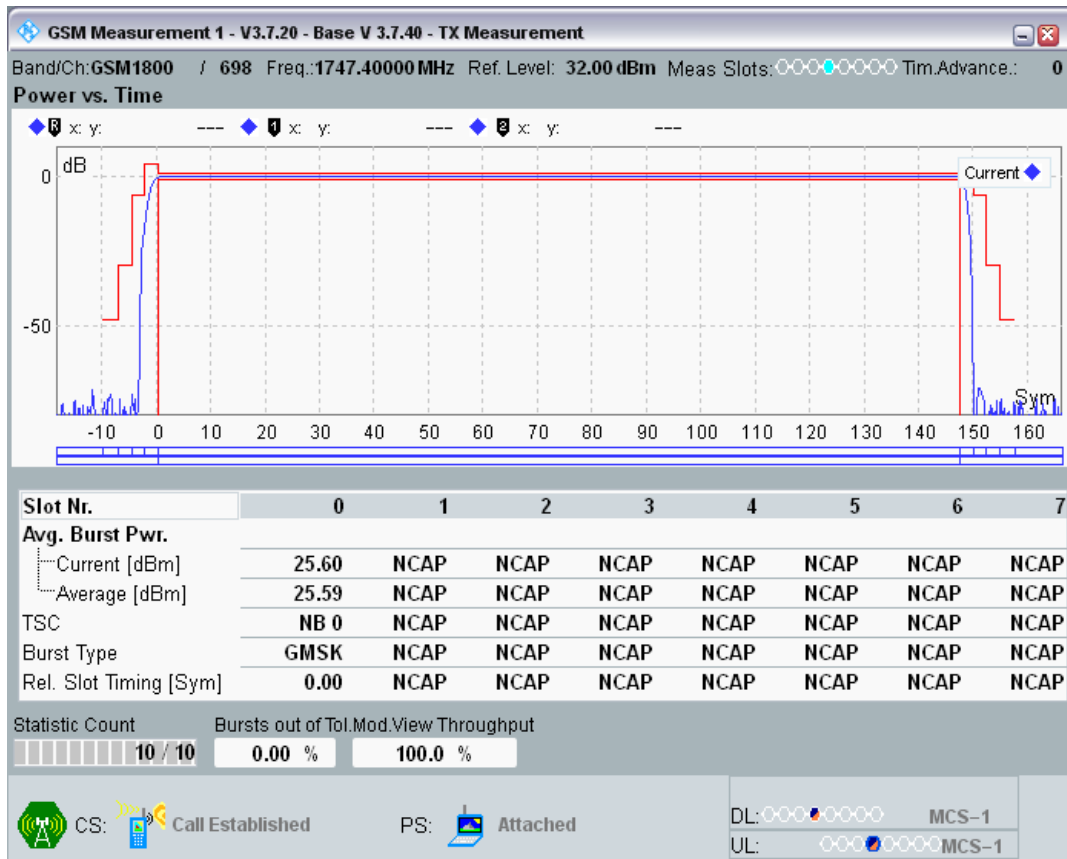 GSM Measurement 1 - V3.7.20 - Base V 3.7.40 - TX Measurement
Band/Ch:GSM1800 / 698 Freq.:1747.40000 MHz Ref. Level: 32.00 dBm Meas Slots: Tim.Advance.: 0
Power vs. Time
R x: y: --- 1 x: y: --- 2 x: y: ---
dB
Current
0
-50
Sym
-10 0 10 20 30 40 50 60 70 80 90 100 110 120 130 140 150 160
Slot Nr. 0 1 2 3 4 5 6 7
Avg. Burst Pwr.
Current [dBm] 25.60 NCAP NCAP NCAP NCAP NCAP NCAP NCAP
Average [dBm] 25.59 NCAP NCAP NCAP NCAP NCAP NCAP NCAP
TSC NB 0 NCAP NCAP NCAP NCAP NCAP NCAP NCAP
Burst Type GMSK NCAP NCAP NCAP NCAP NCAP NCAP NCAP
Rel. Slot Timing [Sym] 0.00 NCAP NCAP NCAP NCAP NCAP NCAP NCAP
Statistic Count Bursts out of Tol. Mod.View Throughput
10 / 10 0.00 % 100.0 %
CS: Call Established PS: Attached
DL: MCS-1
UL: MCS-1